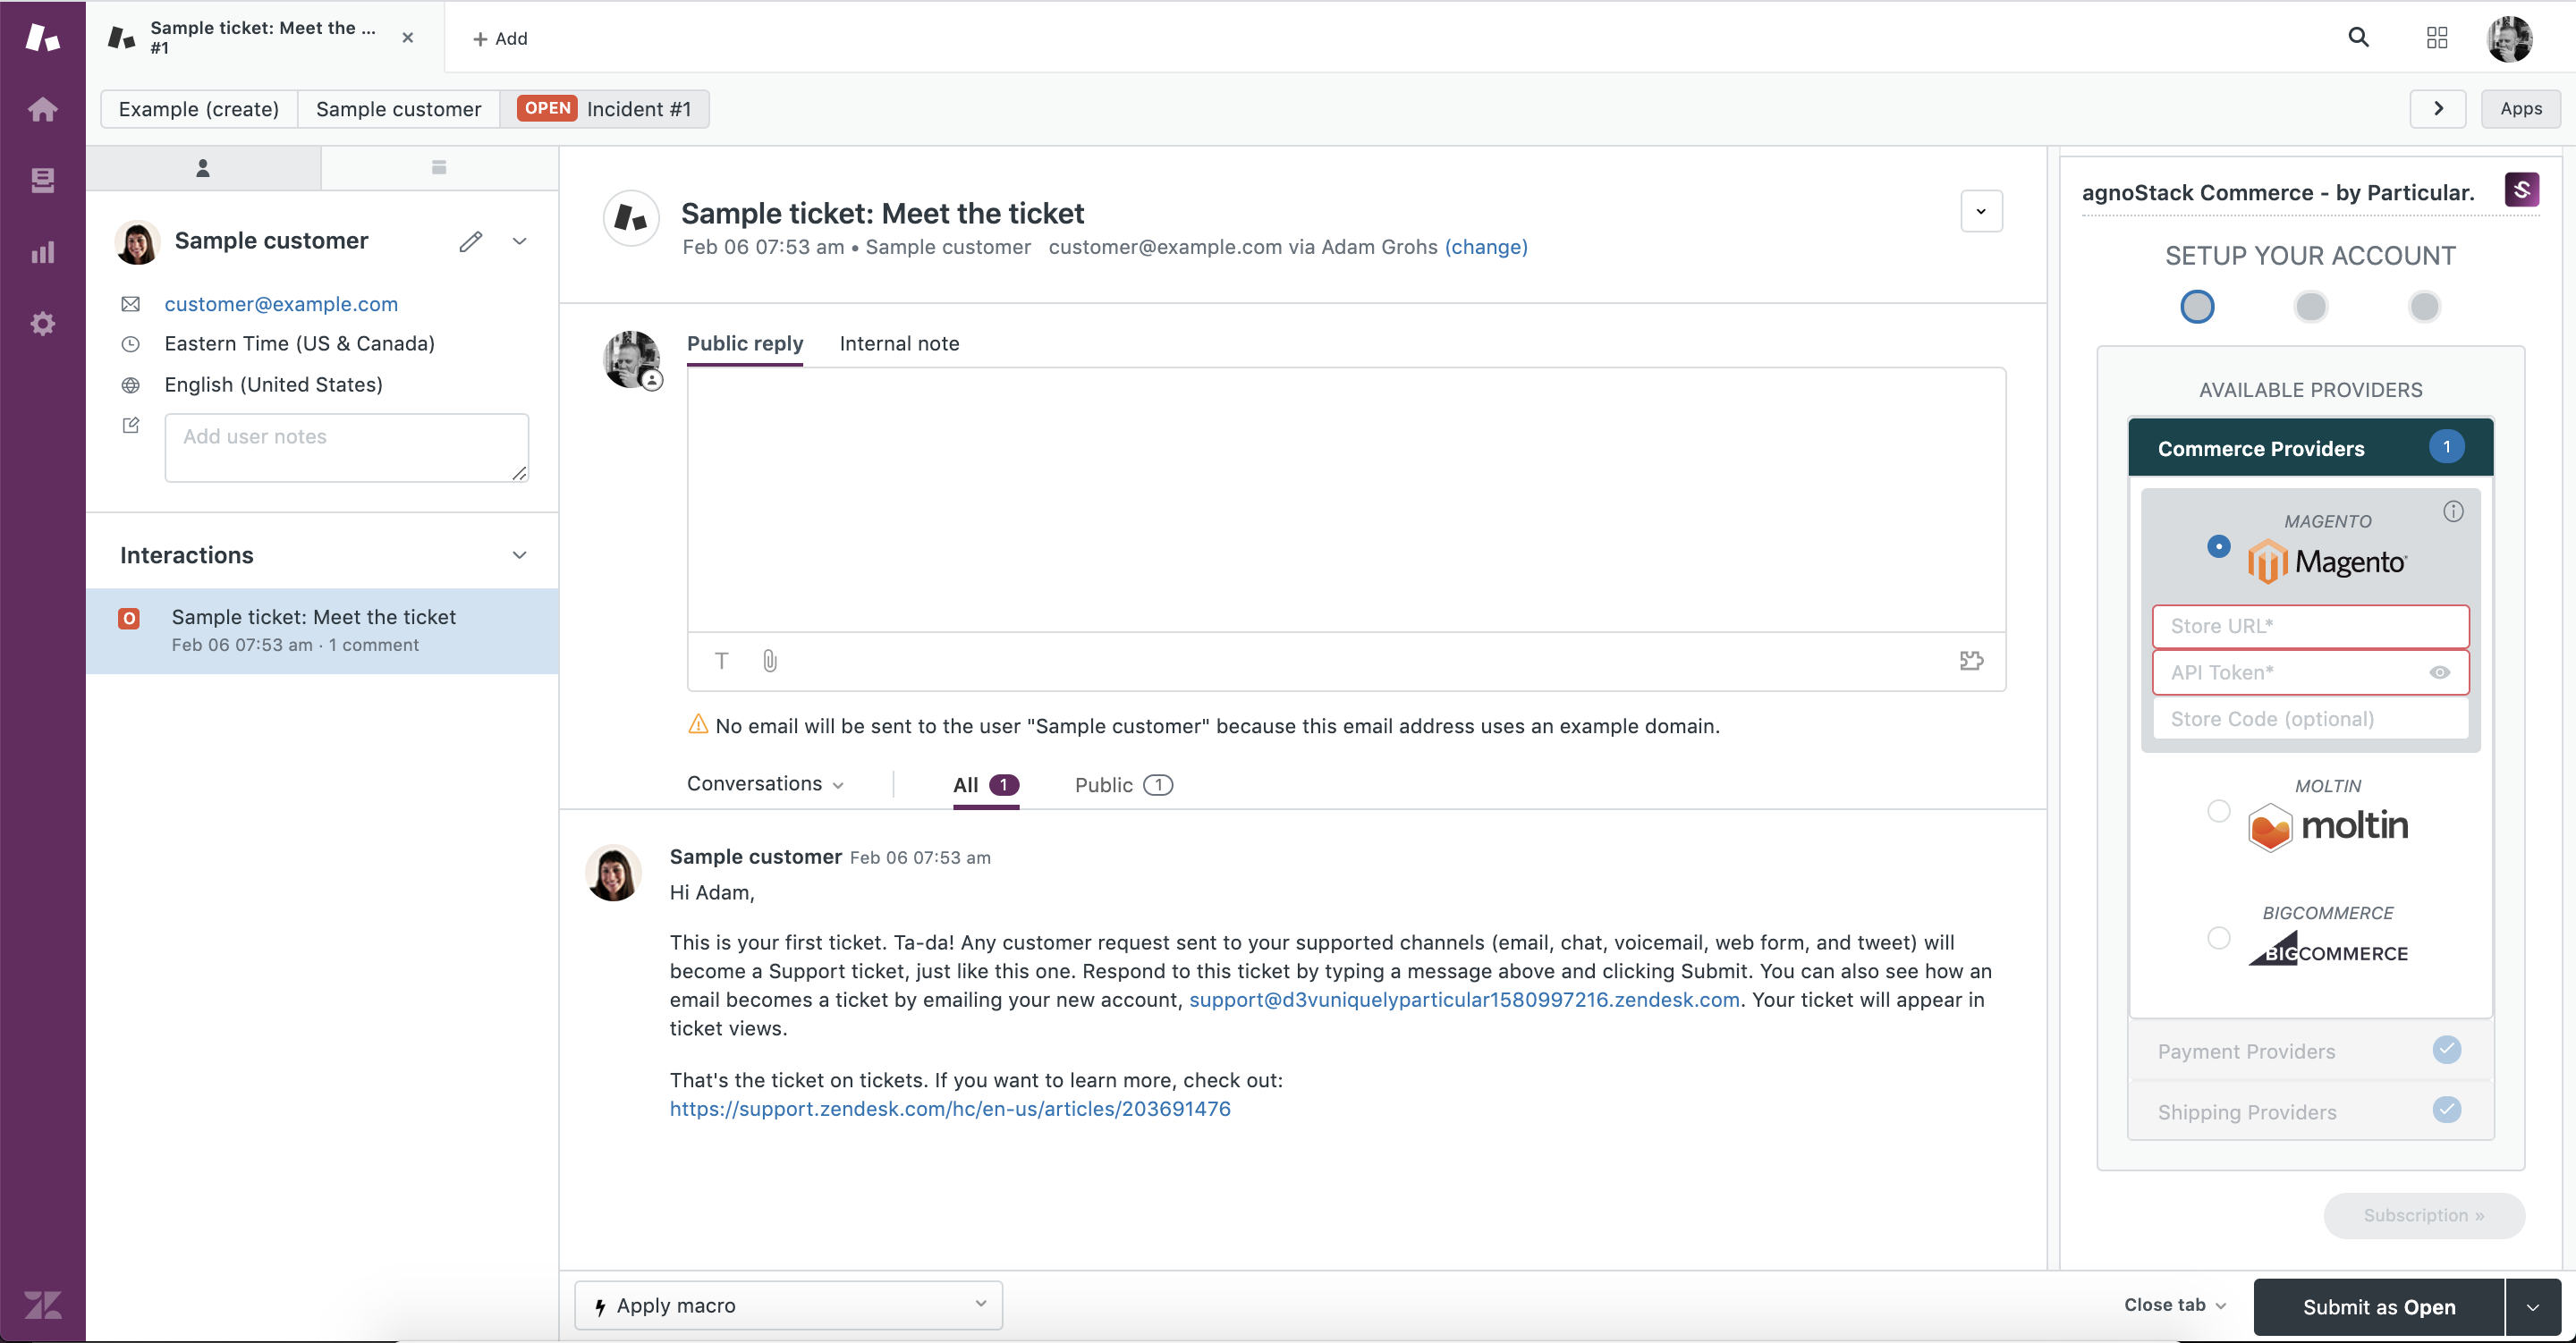 Sample ticket: Meet the ...
#1
+ Add
Example (create)
Sample customer
OPEN Incident #1
Apps
Sample customer
customer@example.com
Eastern Time (US & Canada)
English (United States)
Add user notes
Interactions
O Sample ticket: Meet the ticket
Feb 06 07:53 am · 1 comment
Sample ticket: Meet the ticket
Feb 06 07:53 am • Sample customer customer@example.com via Adam Grohs (change)
Public reply
Internal note
T
No email will be sent to the user "Sample customer" because this email address uses an example domain.
Conversations
All 1
Public 1
Sample customer Feb 06 07:53 am
Hi Adam,
This is your first ticket. Ta-da! Any customer request sent to your supported channels (email, chat, voicemail, web form, and tweet) will
become a Support ticket, just like this one. Respond to this ticket by typing a message above and clicking Submit. You can also see how an
email becomes a ticket by emailing your new account, support@d3vuniquelyparticular1580997216.zendesk.com. Your ticket will appear in
ticket views.
That's the ticket on tickets. If you want to learn more, check out:
https://support.zendesk.com/hc/en-us/articles/203691476
Apply macro
agnoStack Commerce - by Particular.
SETUP YOUR ACCOUNT
AVAILABLE PROVIDERS
Commerce Providers 1
MAGENTO
Magento
Store URL*
API Token*
Store Code (optional)
MOLTIN
moltin
BIGCOMMERCE
BIGCOMMERCE
Payment Providers
Shipping Providers
Subscription »
Close tab
Submit as Open